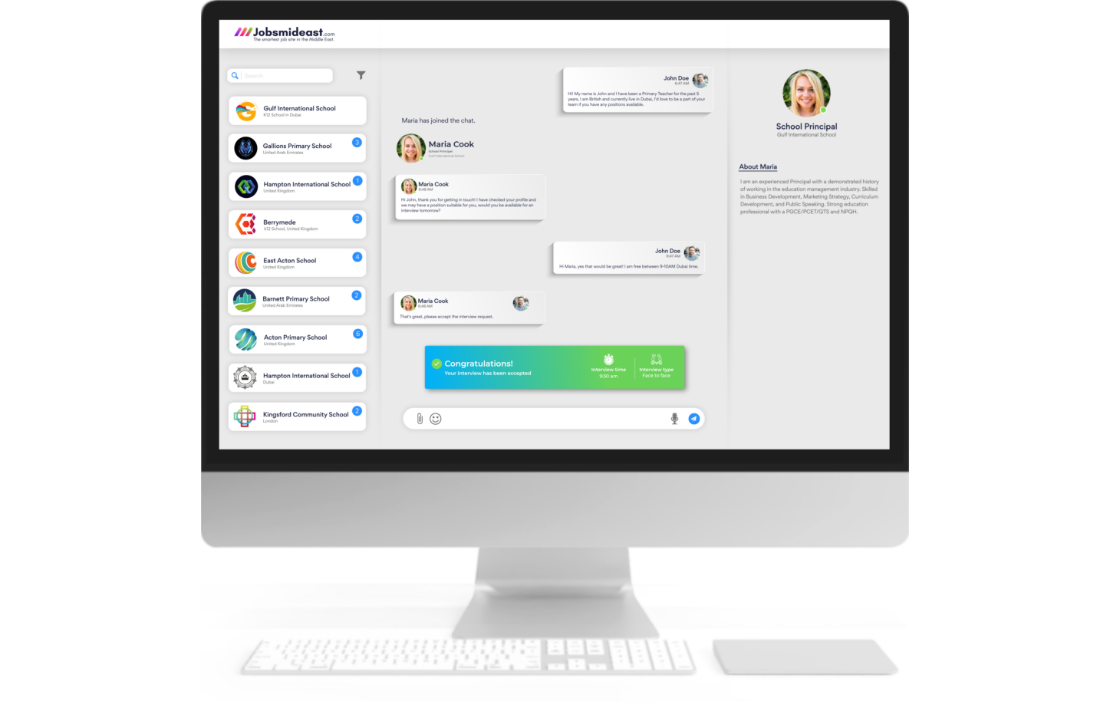 Jobsmideast.com
The smartest job site in the Middle East.
Search
Gulf International School
K12 School in Dubai
Gallions Primary School
United Arab Emirates
3
Hampton International School
United Kingdom
1
Berrymede
K12 School, United Kingdom
2
East Acton School
United Kingdom
4
Barnett Primary School
United Arab Emirates
2
Acton Primary School
United Kingdom
6
Hampton International School
Dubai
1
Kingsford Community School
London
2
John Doe
9:47 AM
Hi! My name is John and I have been a Primary Teacher for the past 5
years, I am British and currently live in Dubai, I'd love to be a part of your
team if you have any positions available.
Maria has joined the chat.
Maria Cook
School Principal
Gulf International School
Maria Cook
Hi John, thank you for getting in touch! I have checked your profile and
we may have a position suitable for you, would you be available for an
interview tomorrow?
John Doe
9:47 AM
Hi Maria, yes that would be great! I am free between 9-10AM Dubai time.
Maria Cook
That's great, please accept the interview request.
Congratulations!
Your interview has been accepted
Interview time
9:30 am
Interview type
Face to face
School Principal
Gulf International School
About Maria
I am an experienced Principal with a demonstrated history
of working in the education management industry. Skilled
in Business Development, Marketing Strategy, Curriculum
Development, and Public Speaking. Strong education
professional with a PGCE/PCET/QTS and NPQH.